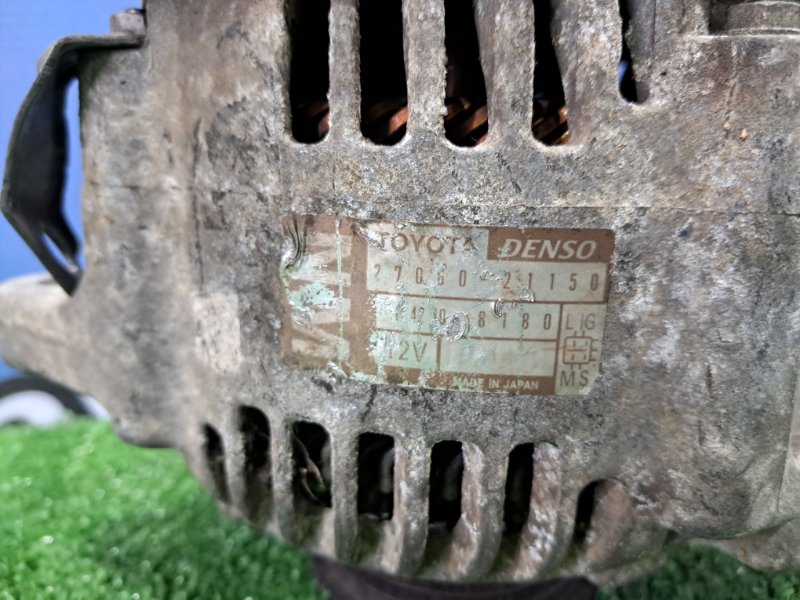 TOYOTA DENSO
27060-21150
8180
LIG
12V
E
MADE IN JAPAN
MS